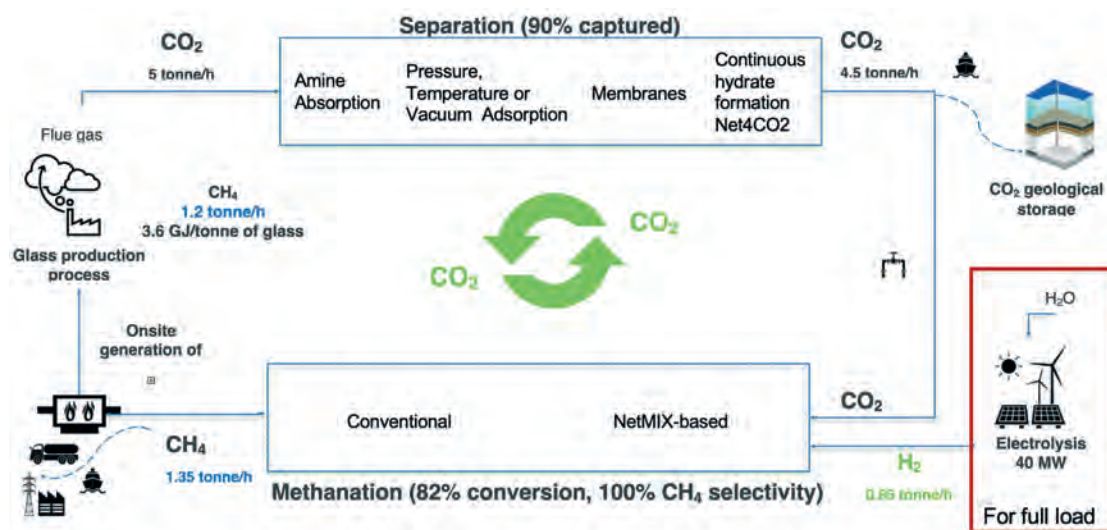 Separation (90% captured)
CO₂
5 tonne/h
Amine
Absorption
Pressure,
Temperature or
Vacuum Adsorption
Membranes
Continuous
hydrate
formation
Net4CO2
CO₂
4.5 tonne/h
Flue gas
Glass production
process
CH₄
1.2 tonne/h
3.6 GJ/tonne of glass
CO₂
CO₂
CO₂ geological
storage
Onsite
generation of
H₂O
Electrolysis
40 MW
For full load
Conventional
NetMIX-based
CO₂
H₂
CH₄
1.35 tonne/h
Methanation (82% conversion, 100% CH₄ selectivity)